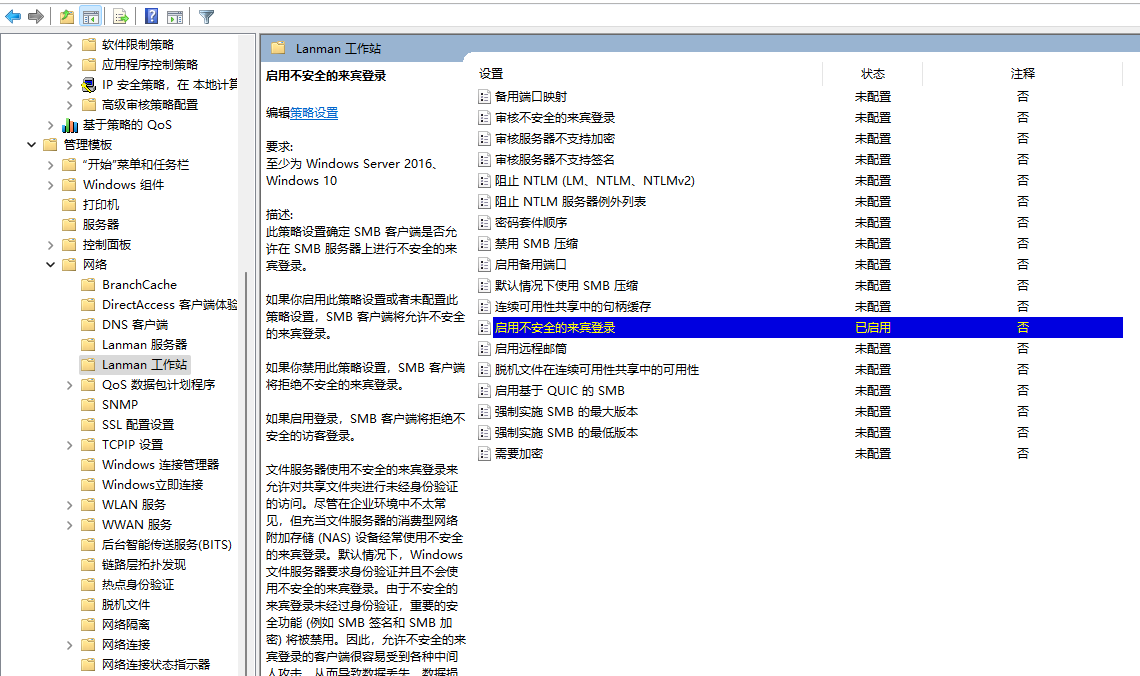 软件限制策略
应用程序控制策略
IP 安全策略，在 本地计算
高级审核策略配置
基于策略的 QoS
管理模板
"开始"菜单和任务栏
Windows 组件
打印机
服务器
控制面板
网络
BranchCache
DirectAccess 客户端体验
DNS 客户端
Lanman 服务器
Lanman 工作站
QoS 数据包计划程序
SNMP
SSL 配置设置
TCPIP 设置
Windows 连接管理器
Windows立即连接
WLAN 服务
WWAN 服务
后台智能传送服务(BITS)
链路层拓扑发现
热点身份验证
脱机文件
网络隔离
网络连接
网络连接状态指示器
Lanman 工作站
启用不安全的来宾登录
编辑策略设置
要求:
至少为 Windows Server 2016、
Windows 10
描述:
此策略设置确定 SMB 客户端是否允
许在 SMB 服务器上进行不安全的来
宾登录。
如果你启用此策略设置或者未配置此
策略设置，SMB 客户端将允许不安全
的来宾登录。
如果你禁用此策略设置，SMB 客户端
将拒绝不安全的来宾登录。
如果启用登录，SMB 客户端将拒绝不
安全的访客登录。
文件服务器使用不安全的来宾登录来
允许对共享文件夹进行未经身份验证
的访问。尽管在企业环境中不太常
见，但充当文件服务器的消费型网络
附加存储 (NAS) 设备经常使用不安全
的来宾登录。默认情况下，Windows
文件服务器要求身份验证并且不会使
用不安全的来宾登录。由于不安全的
来宾登录未经过身份验证，重要的安
全功能 (例如 SMB 签名和 SMB 加
密) 将被禁用。因此，允许不安全的来
宾登录的客户端很容易受到各种中间
人攻击，从而导致数据丢失、数据损
设置 状态 注释
备用端口映射 未配置 否
审核不安全的来宾登录 未配置 否
审核服务器不支持加密 未配置 否
审核服务器不支持签名 未配置 否
阻止 NTLM (LM、NTLM、NTLMv2) 未配置 否
阻止 NTLM 服务器例外列表 未配置 否
密码套件顺序 未配置 否
禁用 SMB 压缩 未配置 否
启用备用端口 未配置 否
默认情况下使用 SMB 压缩 未配置 否
连续可用性共享中的句柄缓存 未配置 否
启用不安全的来宾登录 已启用 否
启用远程邮筒 未配置 否
脱机文件在连续可用性共享中的可用性 未配置 否
启用基于 QUIC 的 SMB 未配置 否
强制实施 SMB 的最大版本 未配置 否
强制实施 SMB 的最低版本 未配置 否
需要加密 未配置 否